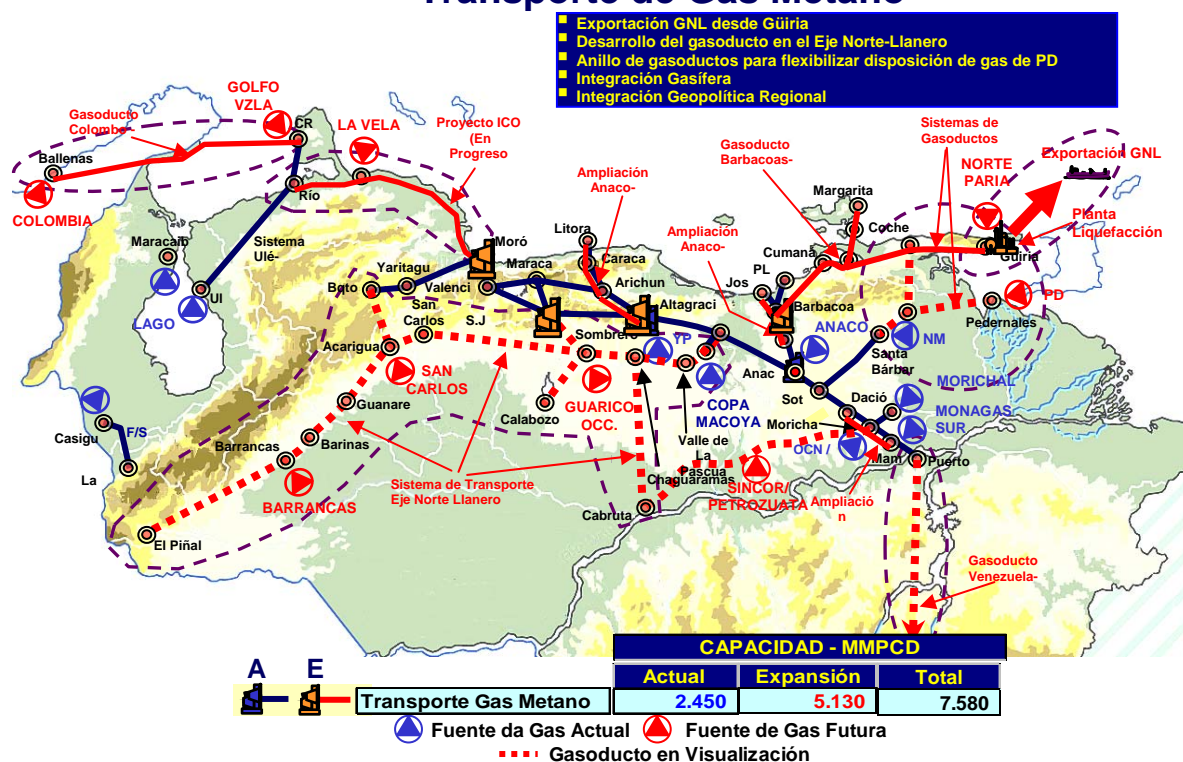 Transporte de Gas Metano
Exportación GNL desde Güiria
Desarrollo del gasoducto en el Eje Norte-Llanero
Anillo de gasoductos para flexibilizar disposición de gas de PD
Integración Gasífera
Integración Geopolítica Regional
GOLFO
VZLA
Gasoducto
Colombo -
CR
LA VELA
Proyecto ICO
(En
Progreso
Ballenas
COLOMBIA
Río
Maracaib
Sistema
Ulé-
Ul
LAGO
Gasoducto
Barbacoas-
Sistemas de
Gasoductos
NORTE
PARIA
Exportación GNL
Planta
Liquefacción
Margarita
Coche
Güiria
Cumaná
Ampliación
Anaco-
Litora
Caraca
Arichun
Ampliación
Anaco-
PL
Jos
Barbacoa
Moró
Maraca
Yaritagu
Valenci
Bqto
San
Carlos
S.J
Altagraci
Sombrero
YP
ANACO
NM
PD
Pedernales
Santa
Bárbar
Acarigua
SAN
CARLOS
Guanare
Calabozo
GUARICO
OCC.
COPA
MACOYA
Anac
Sot
Dació
MORICHAL
MONAGAS
SUR
Moricha
OCN /
Mam
Puerto
Valle de
La
Pascua
Chaguaramas
Casigu
F/S
La
Barrancas
Barinas
BARRANCAS
Sistema de Transporte
Eje Norte Llanero
SINCOR/
PETROZUATA
Ampliació
n
Cabruta
El Piñal
Gasoducto
Venezuela-
CAPACIDAD - MMPCD
A E Actual Expansión Total
Transporte Gas Metano 2.450 5.130 7.580
Fuente da Gas Actual Fuente de Gas Futura
Gasoducto en Visualización